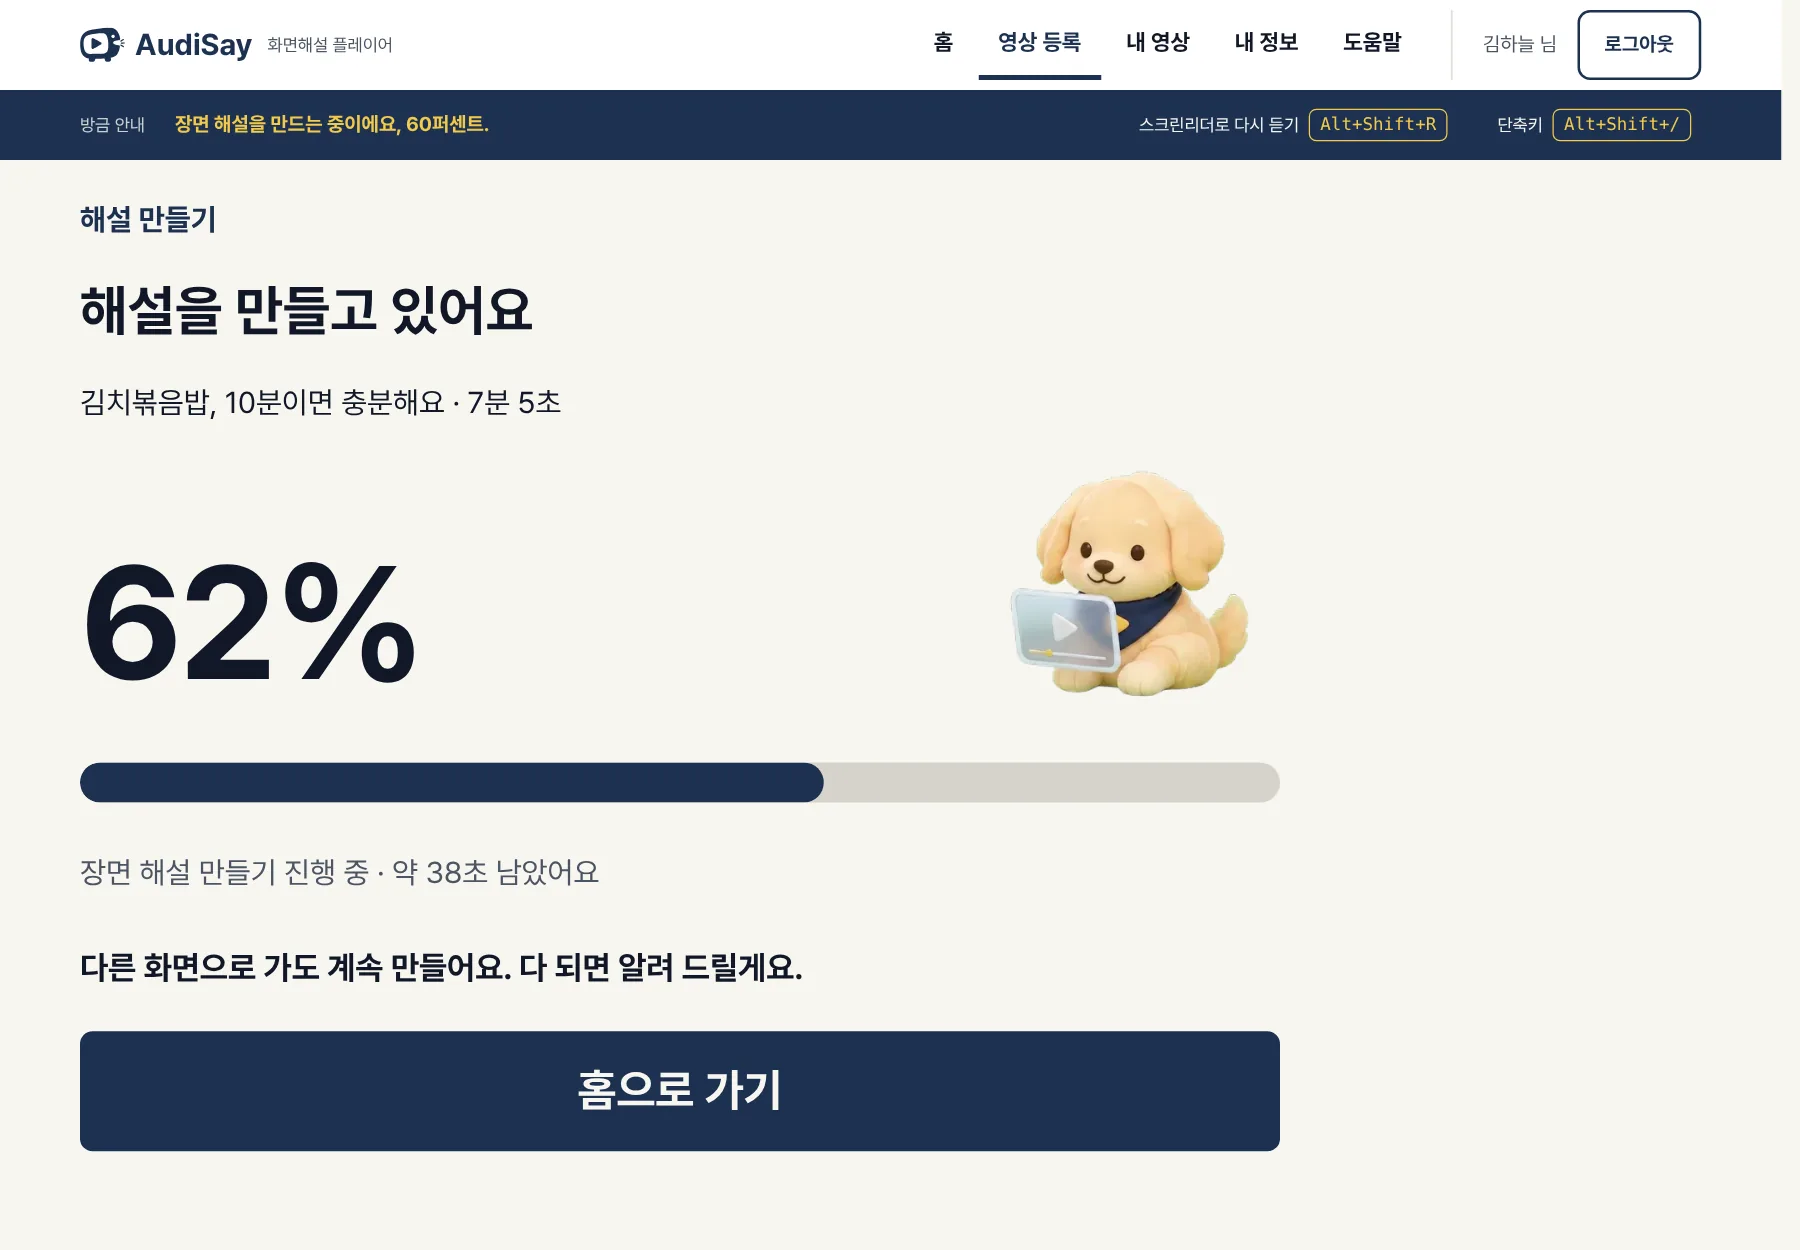 AudiSay 화면해설 플레이어
홈 영상 등록 내 영상 내 정보 도움말 김하늘 님 로그아웃
방금 안내 장면 해설을 만드는 중이에요, 60퍼센트. 스크린리더로 다시 듣기 Alt+Shift+R 단축키 Alt+Shift+/
해설 만들기
해설을 만들고 있어요
김치볶음밥, 10분이면 충분해요 · 7분 5초
62%
장면 해설 만들기 진행 중 · 약 38초 남았어요
다른 화면으로 가도 계속 만들어요. 다 되면 알려 드릴게요.
홈으로 가기